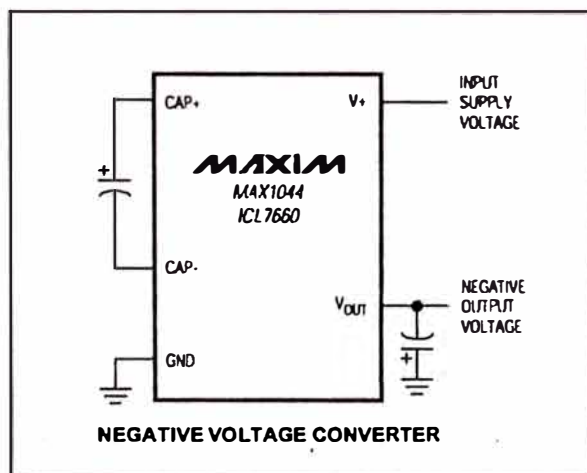 CAP+
V+
INPUT
SUPPLY
VOLTAGE
MAXIM
MAX1044
ICL7660
+
CAP-
VOUT
NEGATIVE
OUTPUT
VOLTAGE
+
GND
NEGATIVE VOLTAGE CONVERTER